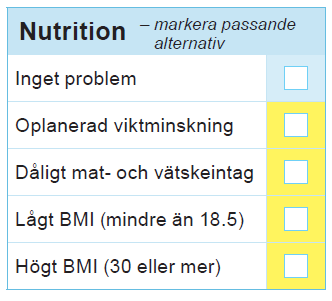 Nutrition – markera passande
alternativ
Inget problem
Oplanerad viktminskning
Dåligt mat- och vätskeintag
Lågt BMI (mindre än 18.5)
Högt BMI (30 eller mer)